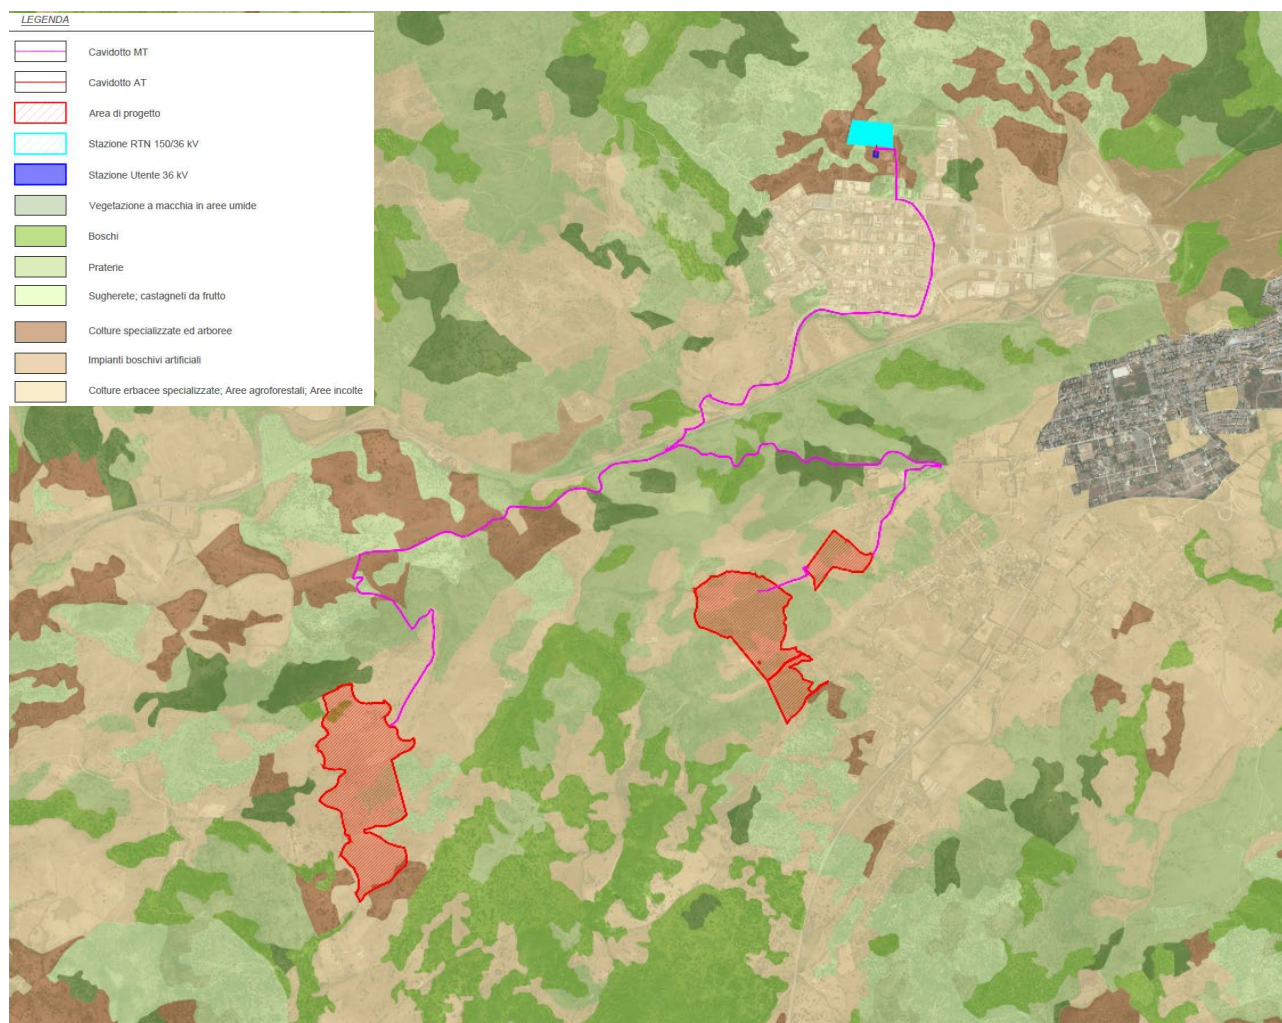 LEGENDA
Cavidotto MT
Cavidotto AT
Area di progetto
Stazione RTN 150/36 kV
Stazione Utente 36 kV
Vegetazione a macchia in aree umide
Boschi
Praterie
Sugherete; castagneti da frutto
Colture specializzate ed arboree
Impianti boschivi artificiali
Colture erbacee specializzate; Aree agroforestali; Aree incolte